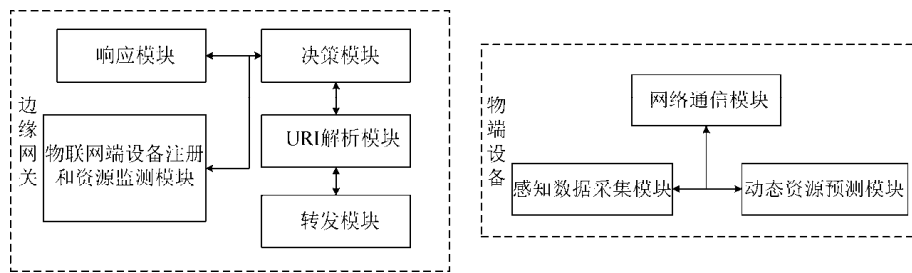 边缘网关
响应模块
决策模块
物联网端设备注册
和资源监测模块
URI解析模块
转发模块
物端设备
网络通信模块
感知数据采集模块
动态资源预测模块